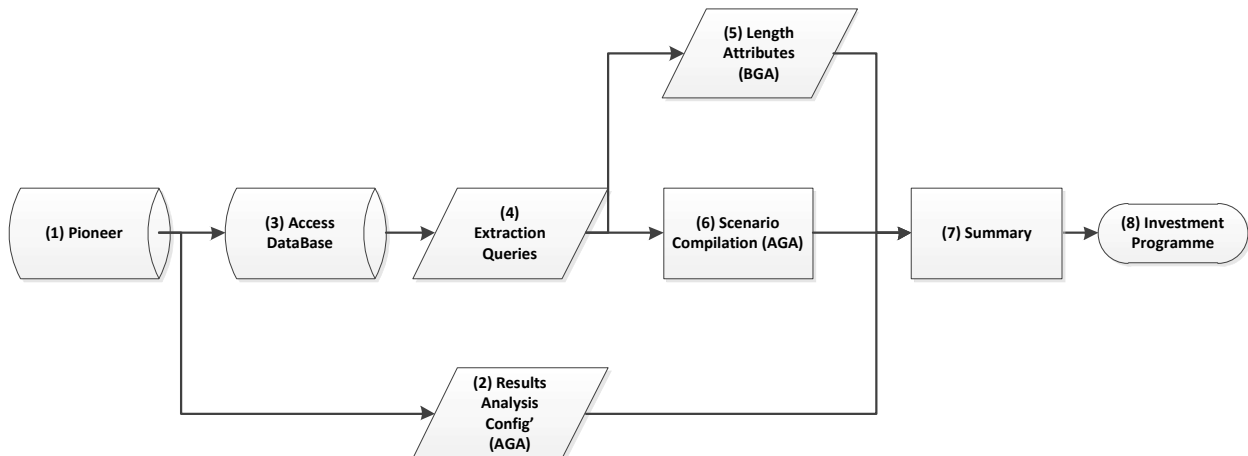 (5) Length
Attributes
(BGA)
(1) Pioneer
(3) Access
DataBase
(4)
Extraction
Queries
(6) Scenario
Compilation (AGA)
(7) Summary
(8) Investment
Programme
(2) Results
Analysis
Config’
(AGA)